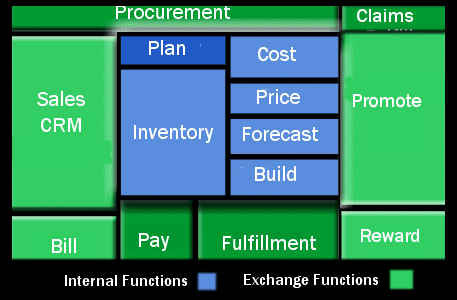 Procurement
Claims
Plan
Cost
Sales
CRM
Price
Promote
Inventory
Forecast
Build
Pay
Fulfillment
Reward
Bill
Internal Functions
Exchange Functions